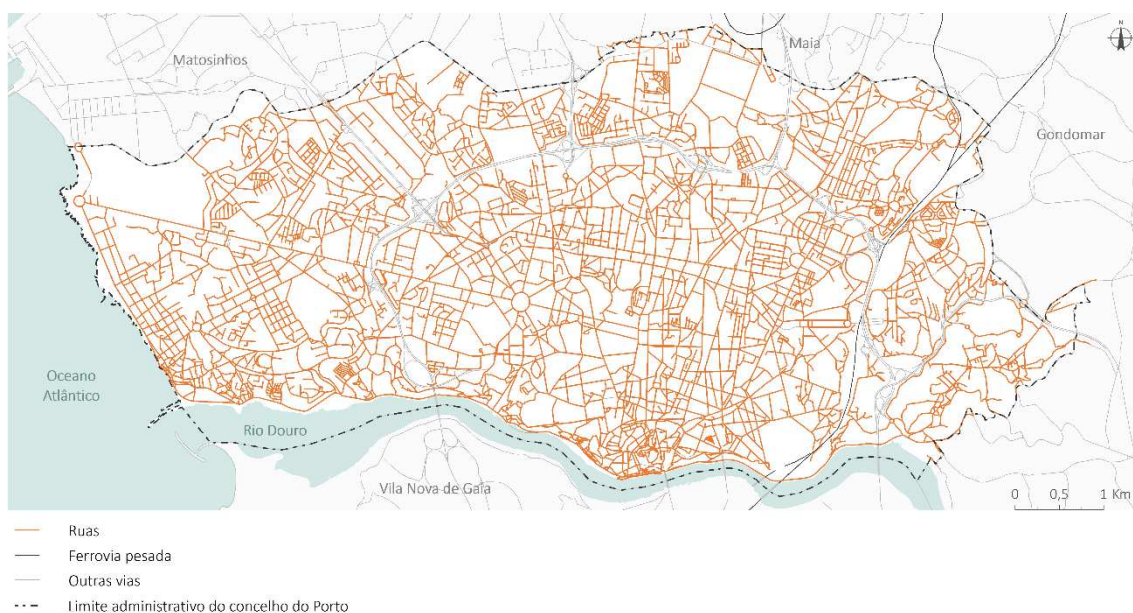 N
Maia
Matosinhos
Gondomar
Oceano
Atlântico
Rio Douro
Vila Nova de Gaia
0 0,5 1 Km
Ruas
Ferrovia pesada
Outras vias
Limite administrativo do concelho do Porto